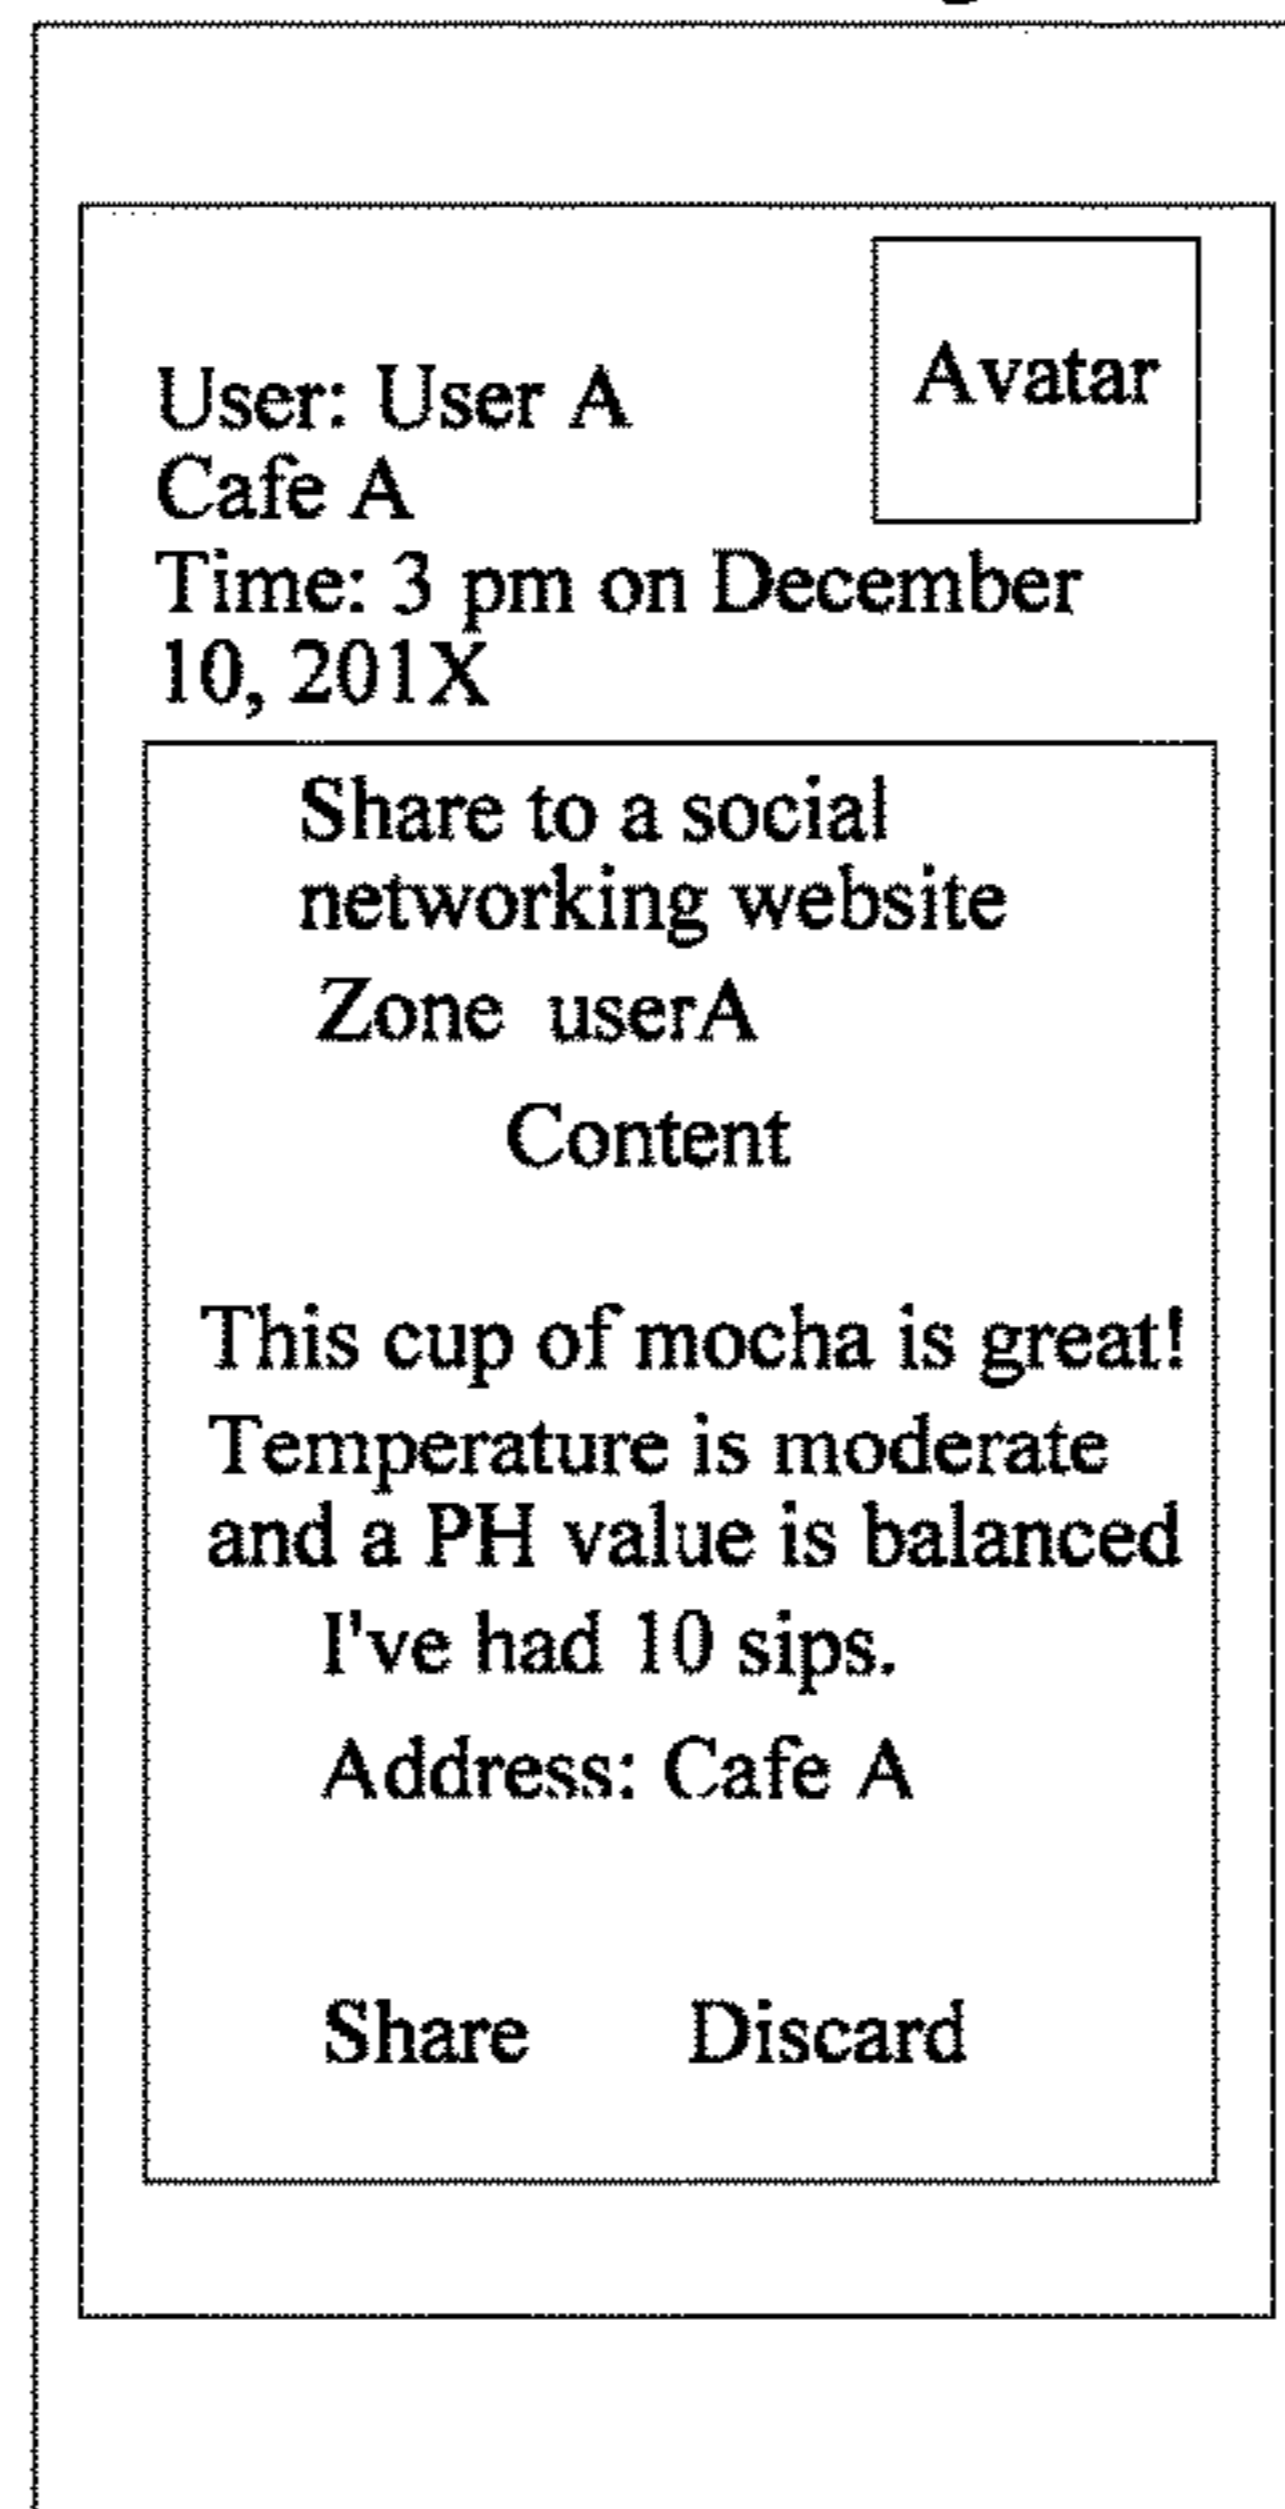 Avatar
User: User A
Cafe A
Time: 3 pm on December
10, 201X
Share to a social
networking website
Zone userA
Content
This cup of mocha is great!
Temperature is moderate
and a PH value is balanced
I've had 10 sips.
Address: Cafe A
Share Discard